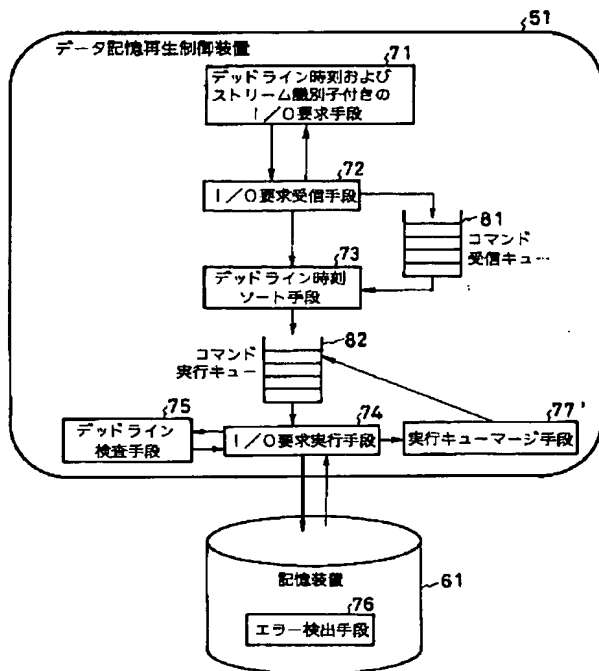 51
データ記憶再生制御装置
71
デッドライン時刻および
ストリーム識別子付きの
I/O要求手段
72
I/O要求受信手段
81
コマンド
受信キュー
73
デッドライン時刻
ソート手段
82
コマンド
実行キュー
75
デッドライン
検査手段
74
I/O要求実行手段
77'
実行キューマージ手段
記憶装置
61
76
エラー検出手段